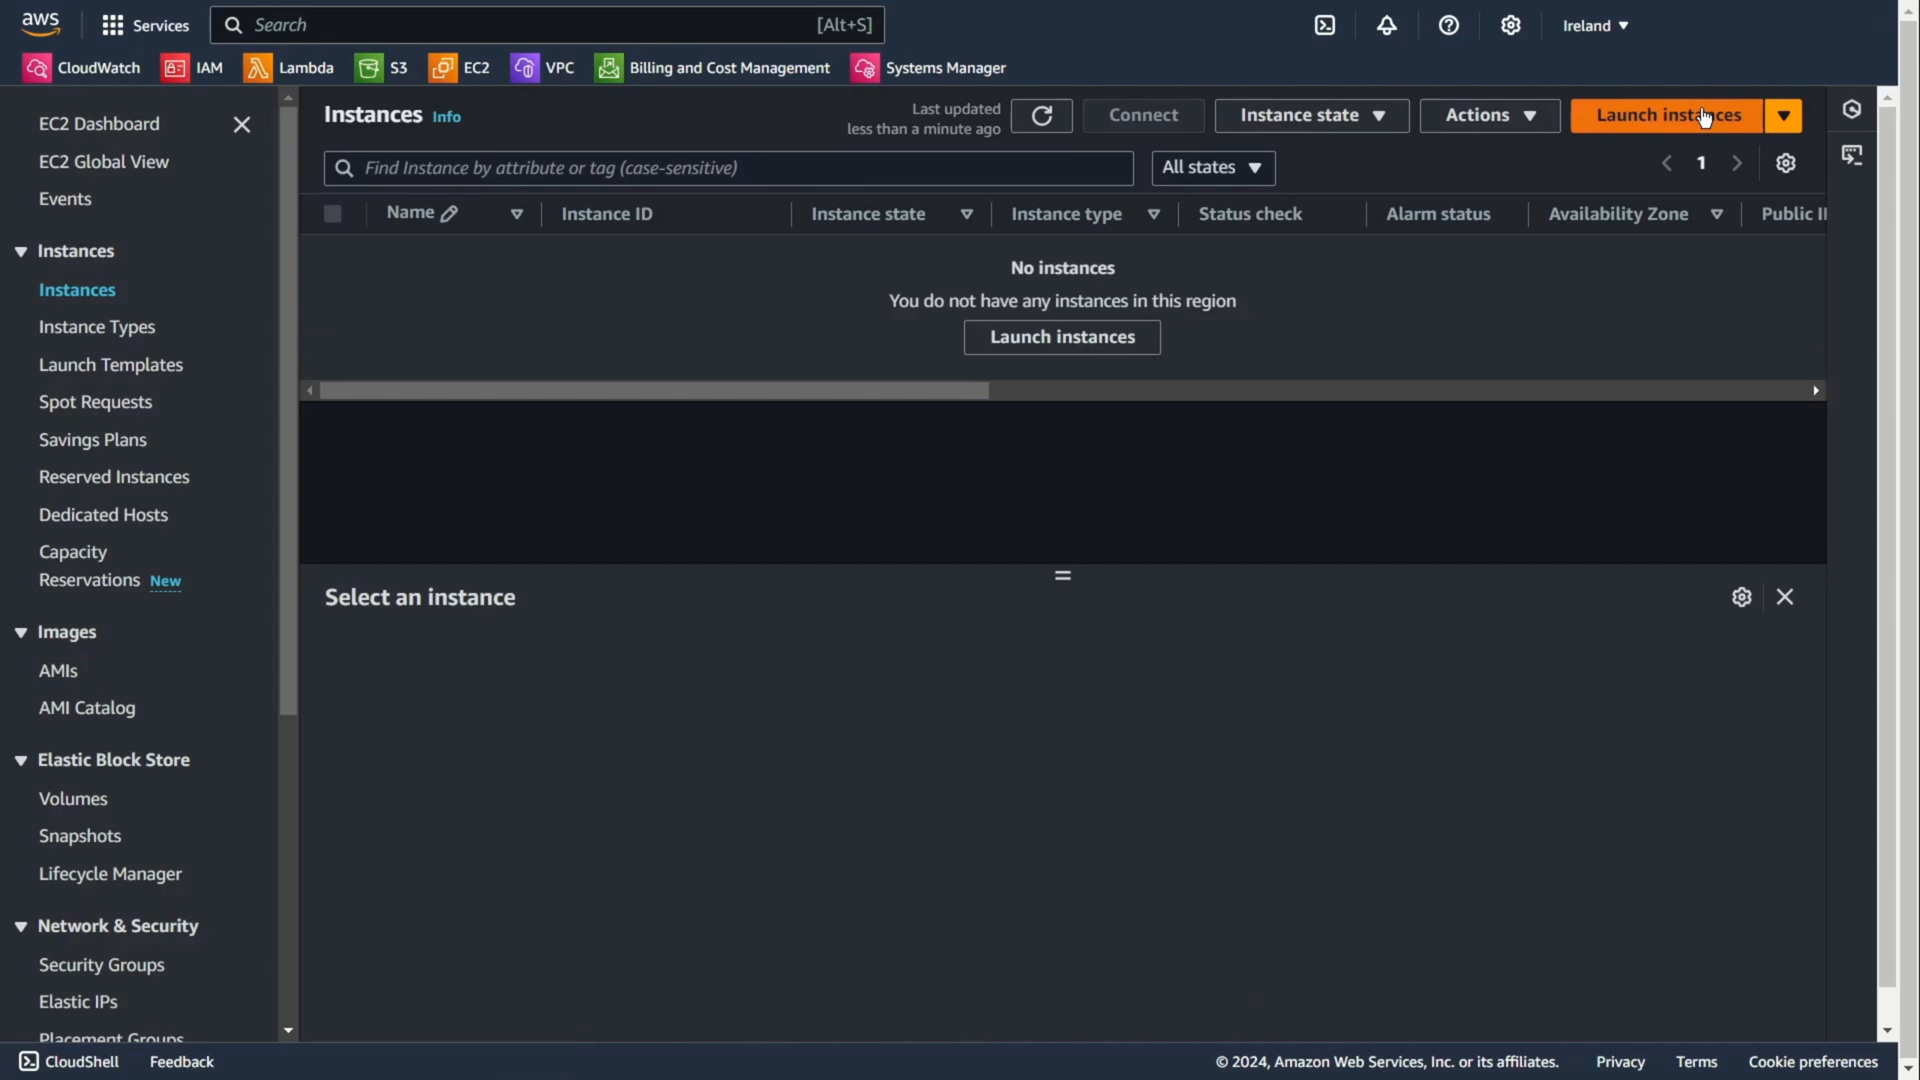 aws
Services
Search
[Alt+S]
Ireland
CloudWatch
IAM
Lambda
S3
EC2
VPC
Billing and Cost Management
Systems Manager
EC2 Dashboard
EC2 Global View
Events
Instances
Instances
Instance Types
Launch Templates
Spot Requests
Savings Plans
Reserved Instances
Dedicated Hosts
Capacity
Reservations New
Images
AMIs
AMI Catalog
Elastic Block Store
Volumes
Snapshots
Lifecycle Manager
Network & Security
Security Groups
Elastic IPs
Placement Groups
Instances Info
Last updated
less than a minute ago
Connect
Instance state
Actions
Launch instances
Find Instance by attribute or tag (case-sensitive)
All states
1
Name
Instance ID
Instance state
Instance type
Status check
Alarm status
Availability Zone
Public
No instances
You do not have any instances in this region
Launch instances
Select an instance
CloudShell
Feedback
© 2024, Amazon Web Services, Inc. or its affiliates.
Privacy
Terms
Cookie preferences